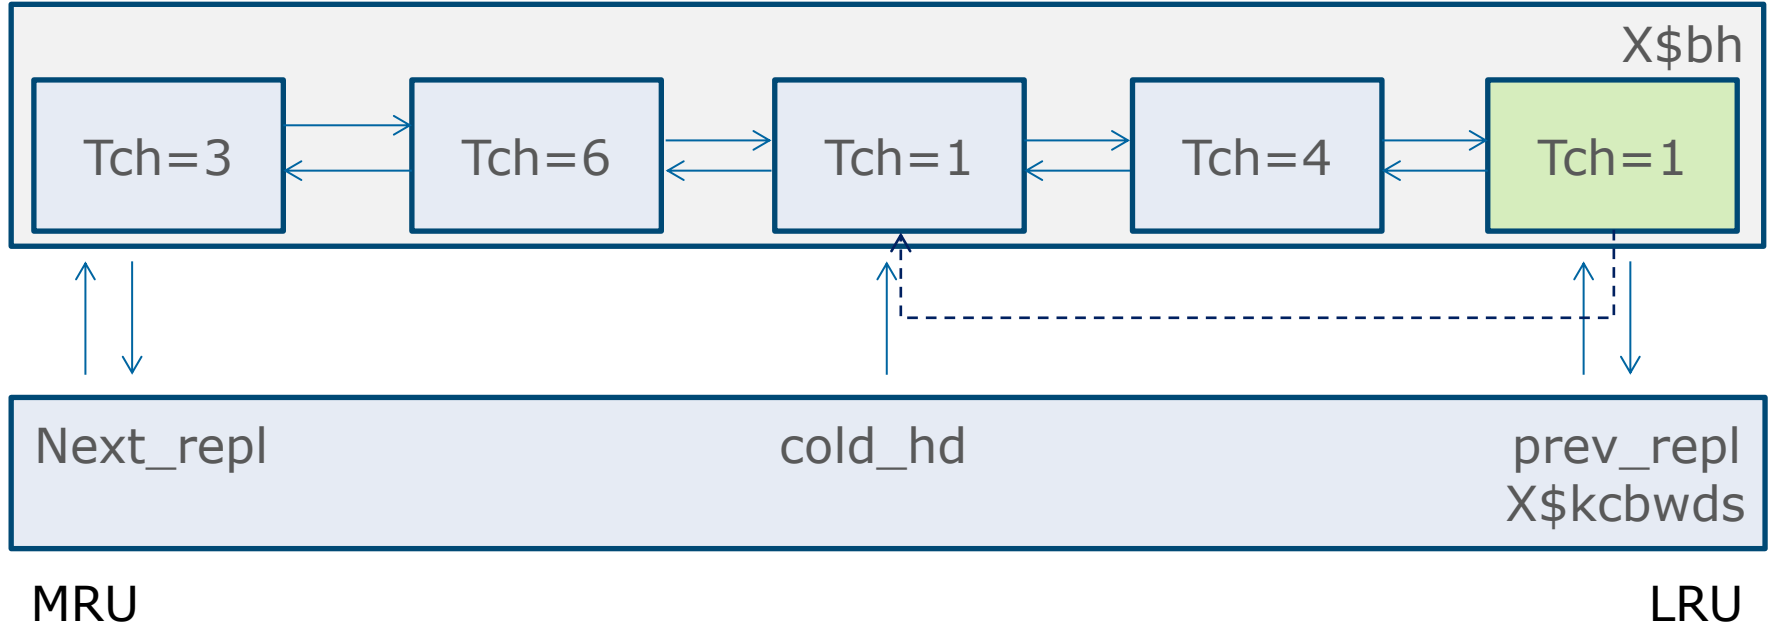 X$bh
Tch=3 Tch=6 Tch=1 Tch=4 Tch=1
Next_repl cold_hd prev_repl
X$kcbwds
MRU LRU